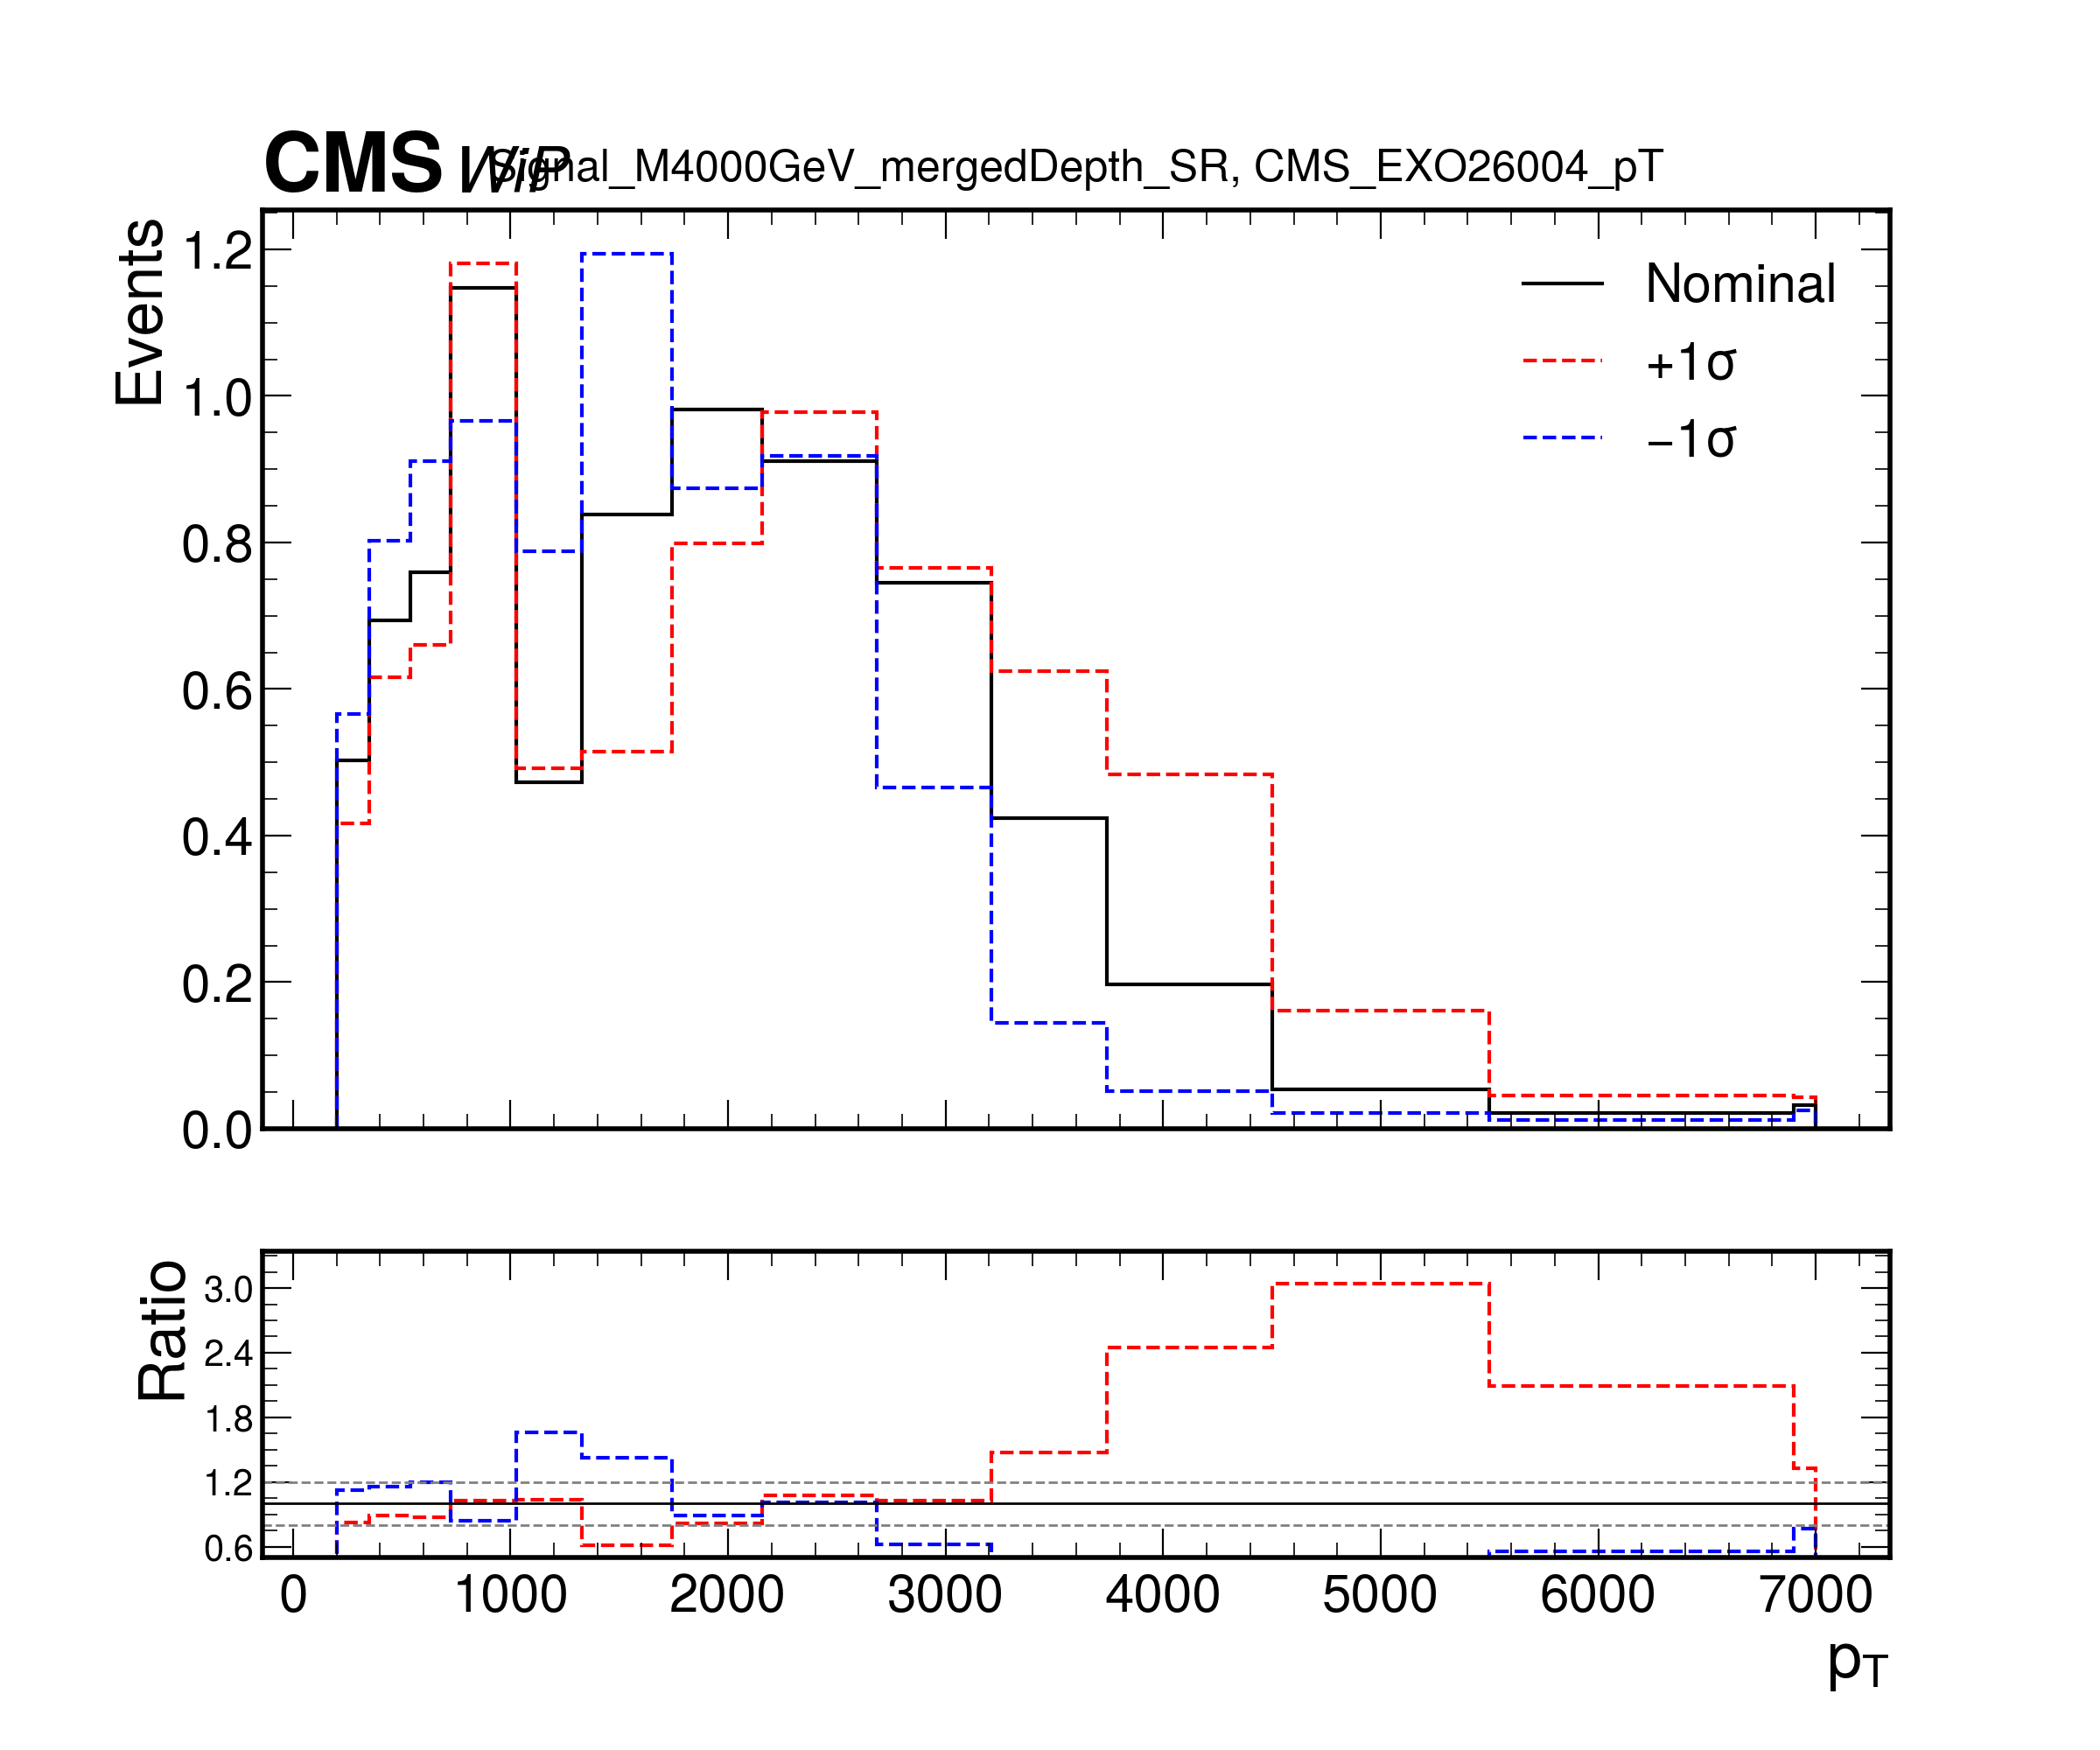 CMS WiP Signal_M4000GeV_mergedDepth_SR, CMS_EXO26004_pT
Events
1.2
1.0
0.8
0.6
0.4
0.2
0.0
Nominal
+1σ
−1σ
Ratio
3.0
2.4
1.8
1.2
0.6
0 1000 2000 3000 4000 5000 6000 7000
pT